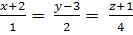 x+2/1 = y-3/2 = z+1/4